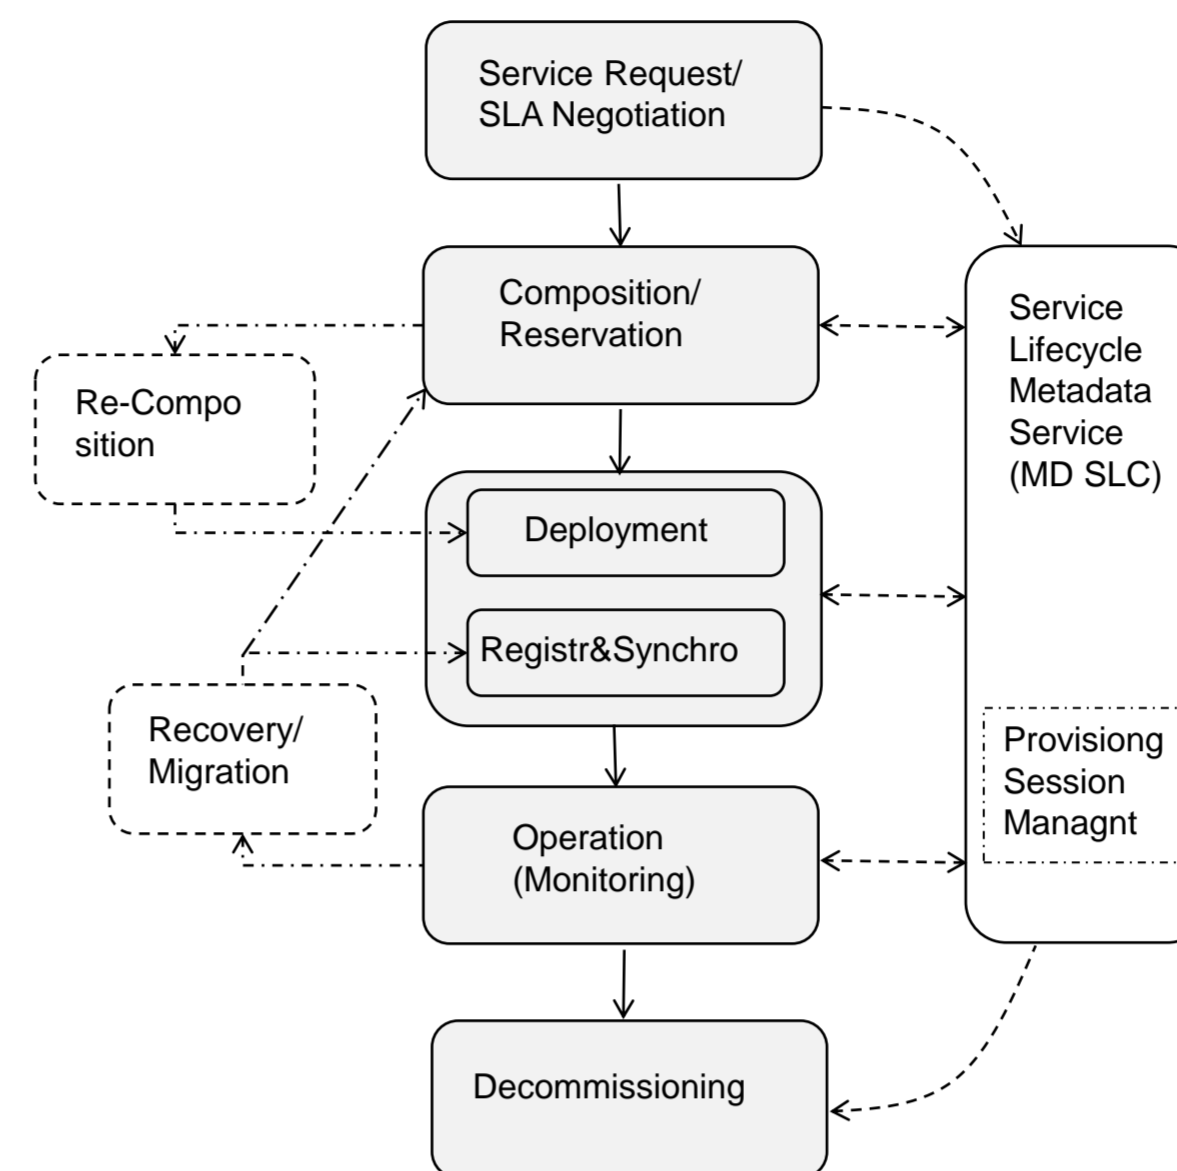 Service Request/
SLA Negotiation
Composition/
Reservation
Service
Lifecycle
Metadata
Service
(MD SLC)
Re-Compo
sition
Deployment
Registr&Synchro
Recovery/
Migration
Provisiong
Session
Managnt
Operation
(Monitoring)
Decommissioning